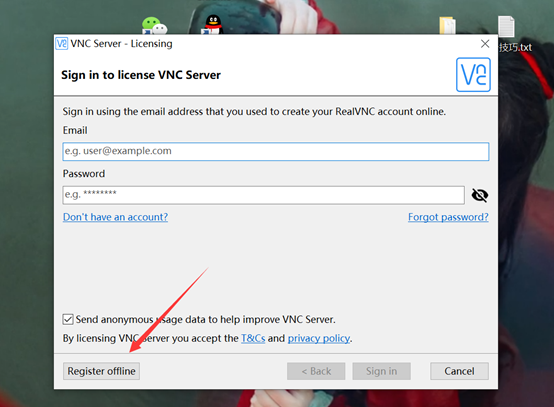 VNC Server - Licensing
Sign in to license VNC Server
Sign in using the email address that you used to create your RealVNC account online.
Email
e.g. user@example.com
Password
e.g. ********
Don't have an account?
Forgot password?
Send anonymous usage data to help improve VNC Server.
By licensing VNC Server you accept the T&Cs and privacy policy.
Register offline
< Back
Sign in
Cancel
技巧.txt